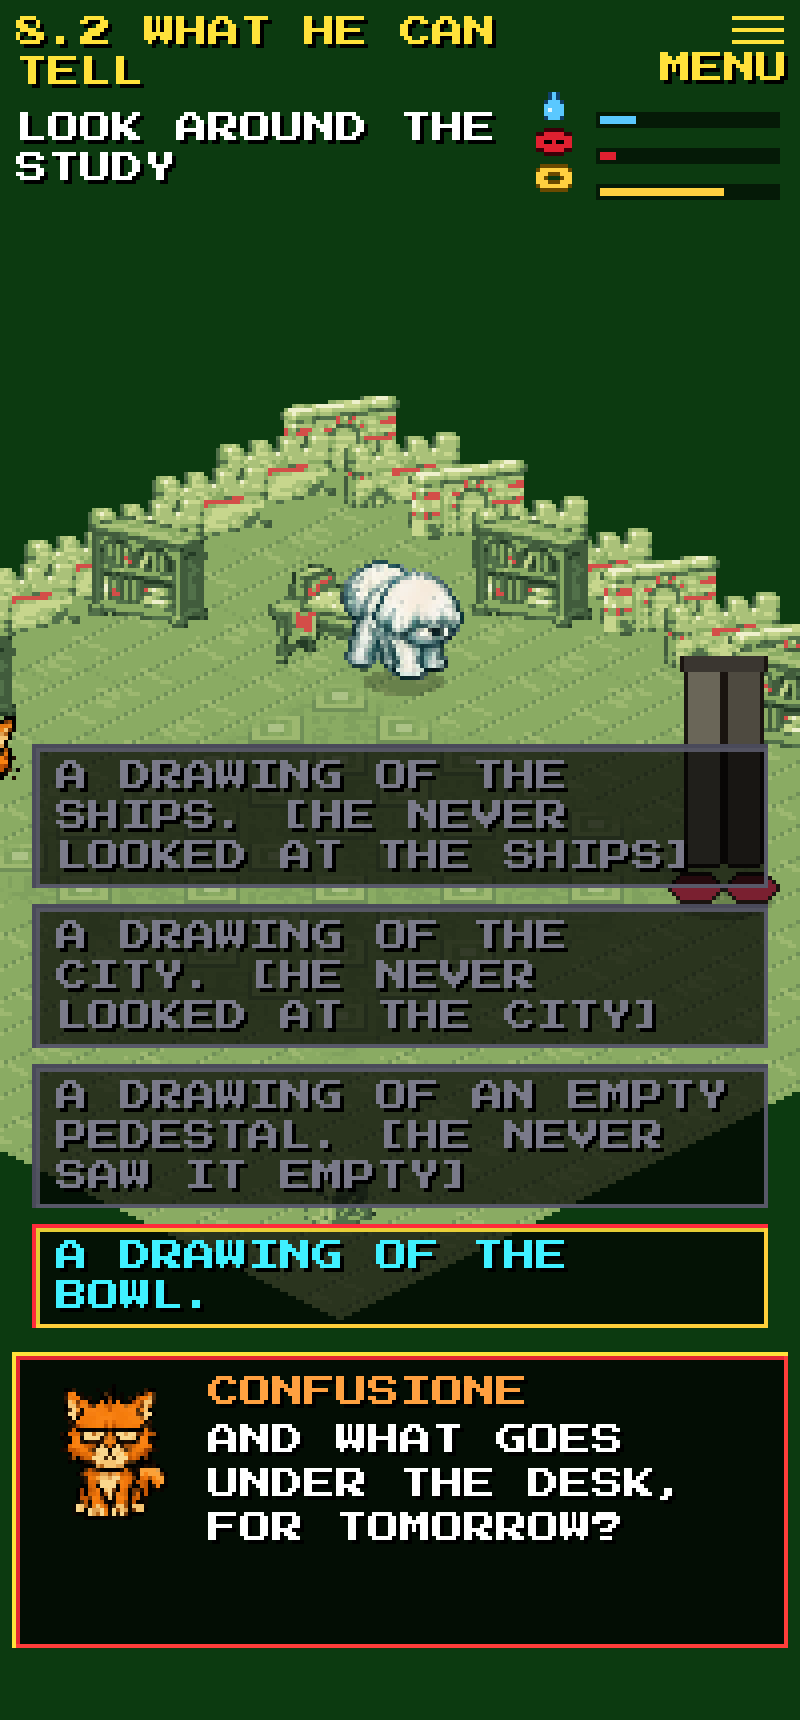 8.2 WHAT HE CAN
TELL
MENU
LOOK AROUND THE
STUDY
A DRAWING OF THE
SHIPS. [HE NEVER
LOOKED AT THE SHIPS]
A DRAWING OF THE
CITY. [HE NEVER
LOOKED AT THE CITY]
A DRAWING OF AN EMPTY
PEDESTAL. [HE NEVER
SAW IT EMPTY]
A DRAWING OF THE
BOWL.
CONFUSIONE
AND WHAT GOES
UNDER THE DESK,
FOR TOMORROW?